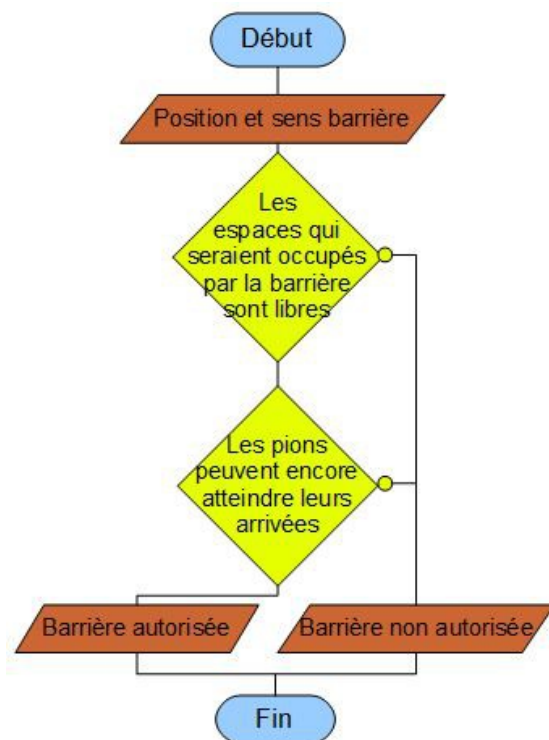 Début
Position et sens barrière
Les
espaces qui
seraient occupés
par la barrière
sont libres
Les pions
peuvent encore
atteindre leurs
arrivées
Barrière autorisée
Barrière non autorisée
Fin